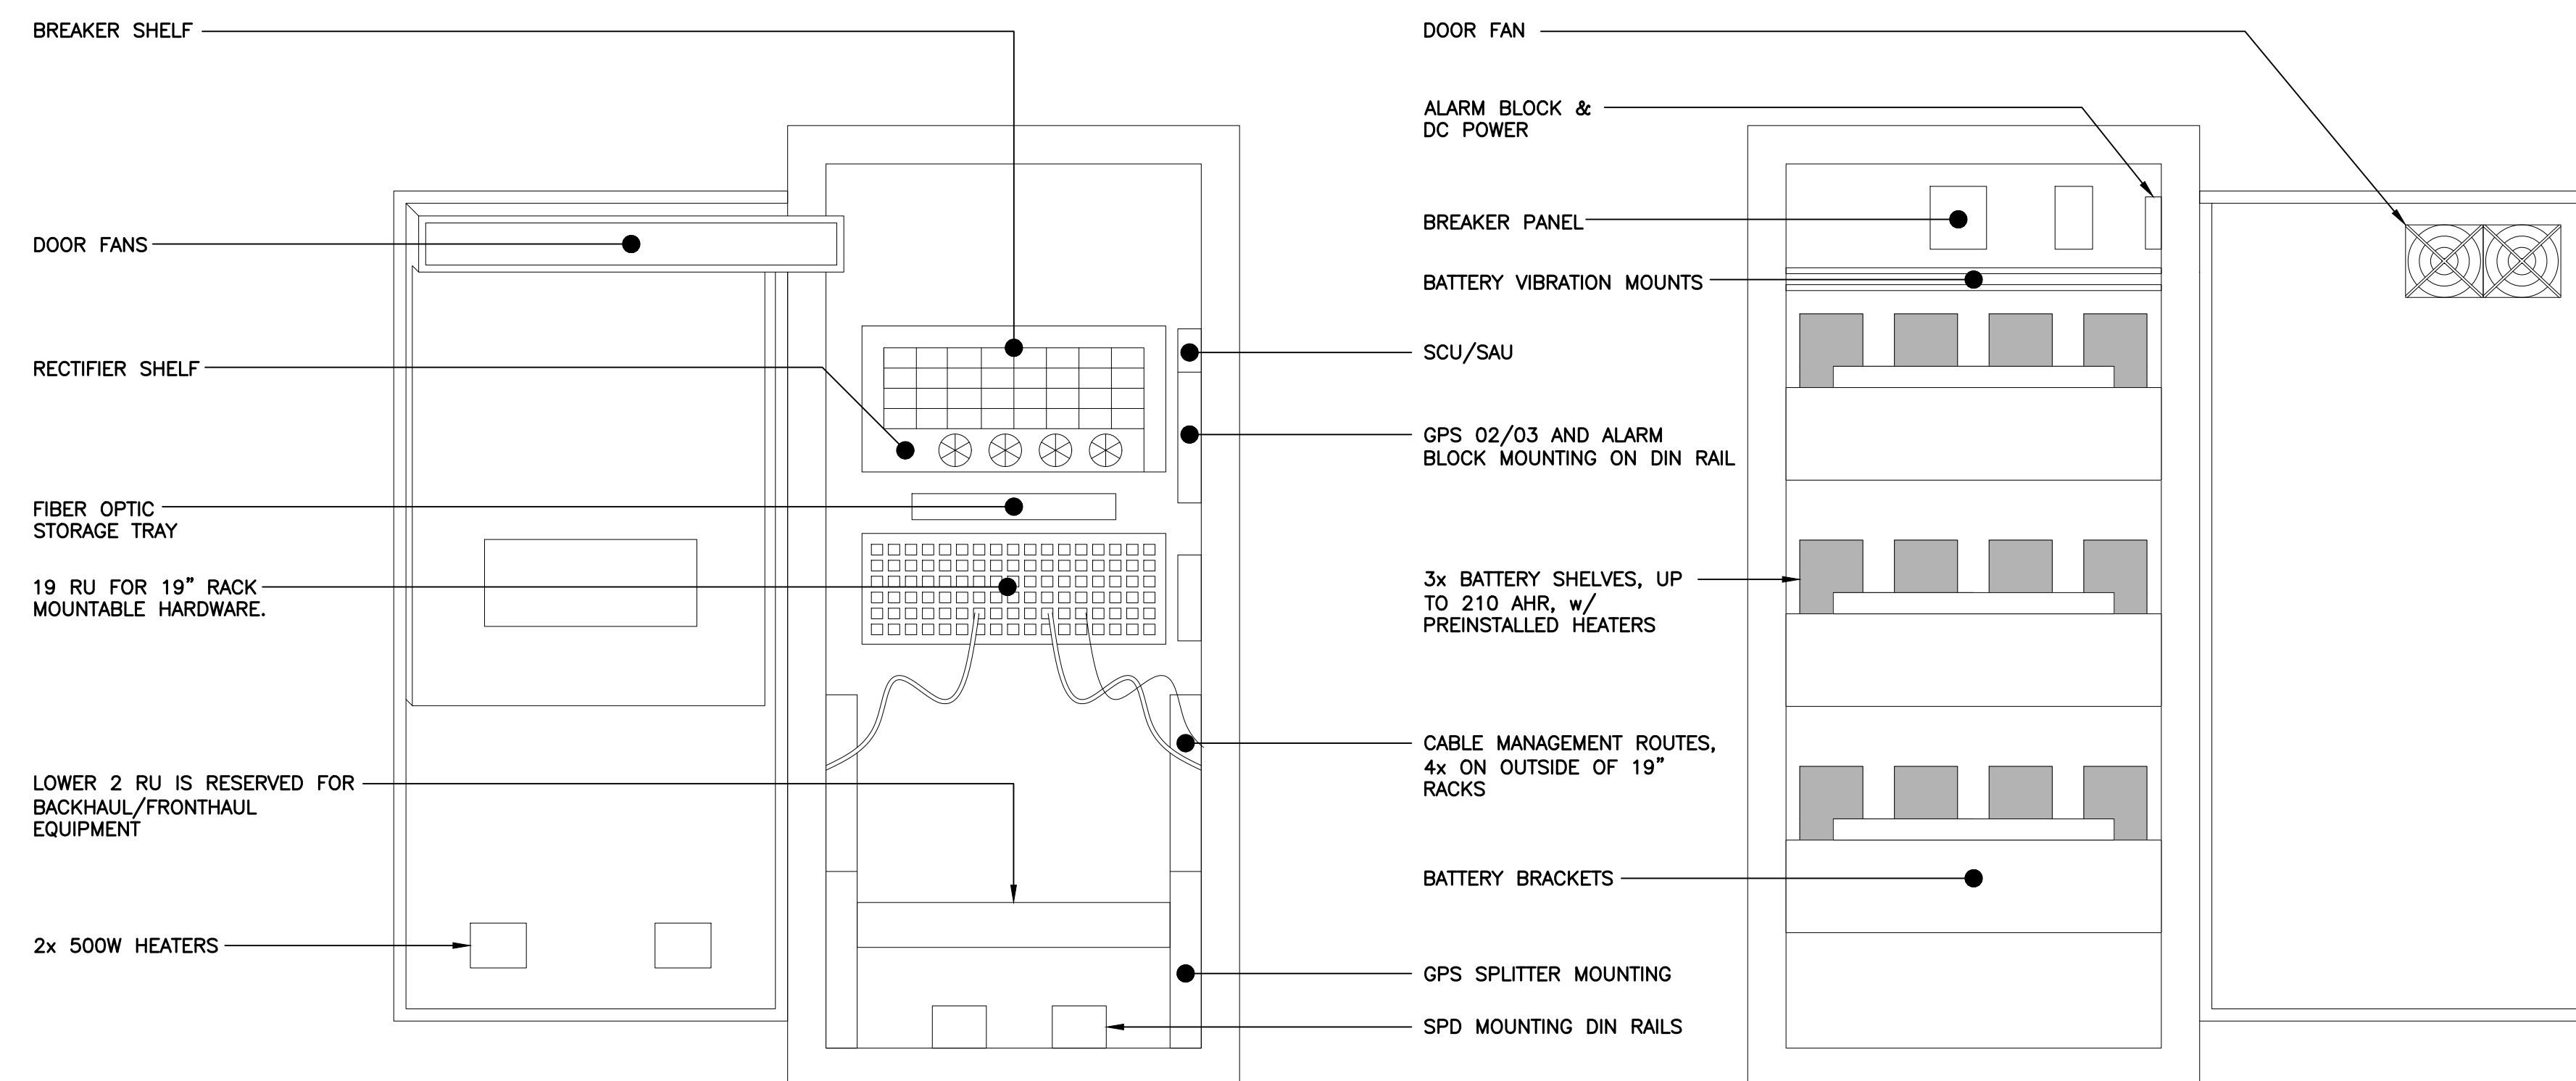 BREAKER SHELF
DOOR FANS
RECTIFIER SHELF
FIBER OPTIC
STORAGE TRAY
19 RU FOR 19" RACK
MOUNTABLE HARDWARE.
LOWER 2 RU IS RESERVED FOR
BACKHAUL/FRONTHAUL
EQUIPMENT
2x 500W HEATERS
DOOR FAN
ALARM BLOCK &
DC POWER
BREAKER PANEL
BATTERY VIBRATION MOUNTS
SCU/SAU
GPS 02/03 AND ALARM
BLOCK MOUNTING ON DIN RAIL
3x BATTERY SHELVES, UP
TO 210 AHR, w/
PREINSTALLED HEATERS
CABLE MANAGEMENT ROUTES,
4x ON OUTSIDE OF 19"
RACKS
BATTERY BRACKETS
GPS SPLITTER MOUNTING
SPD MOUNTING DIN RAILS